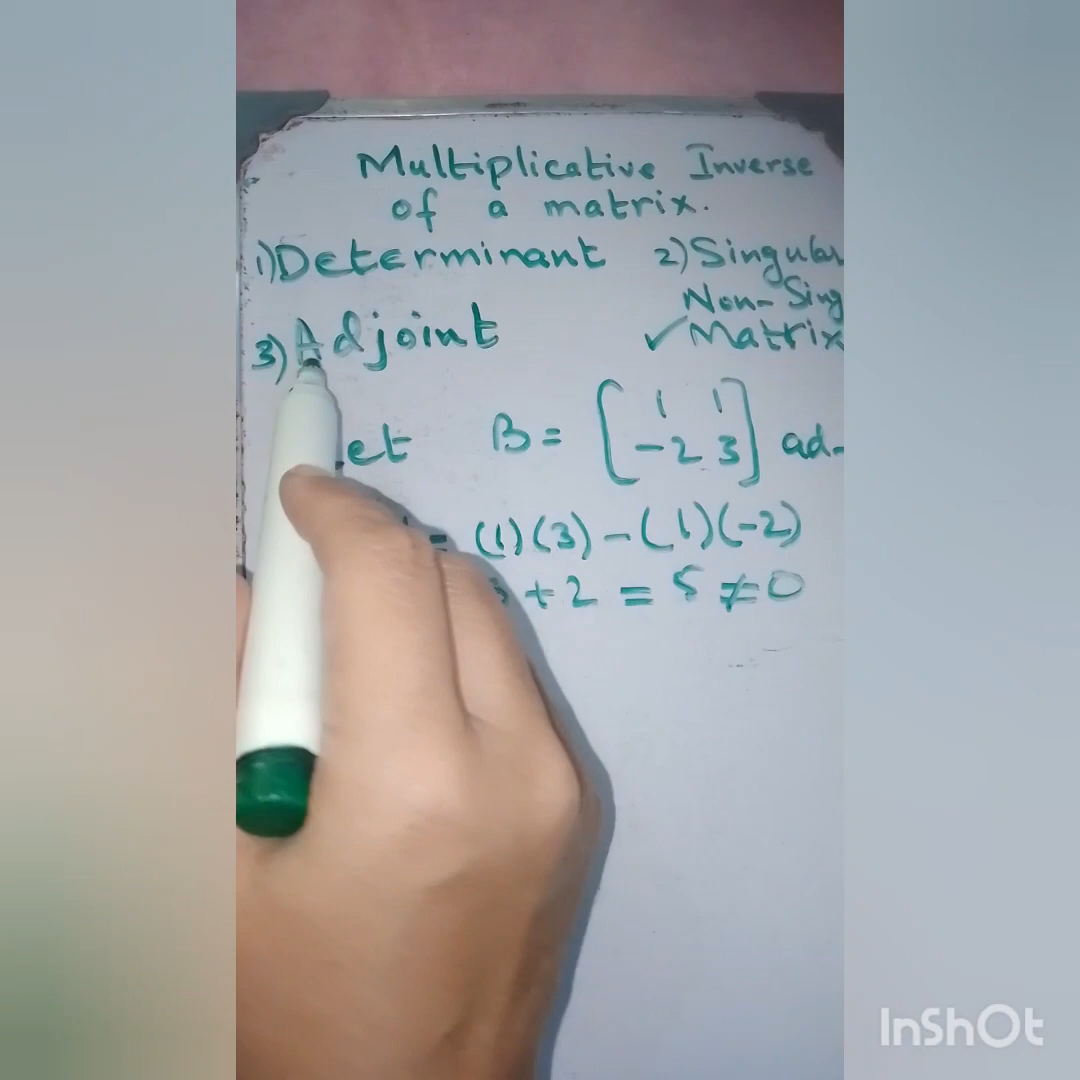 Multiplicative Inverse
of a matrix.
1) Determinant 2) Singular
Non-Sing
3) Adjoint ✓ Matrix
et B = [ 1 1
-2 3 ] ad-
= (1)(3) - (1)(-2)
+ 2 = 5 ≠ 0
InShOt